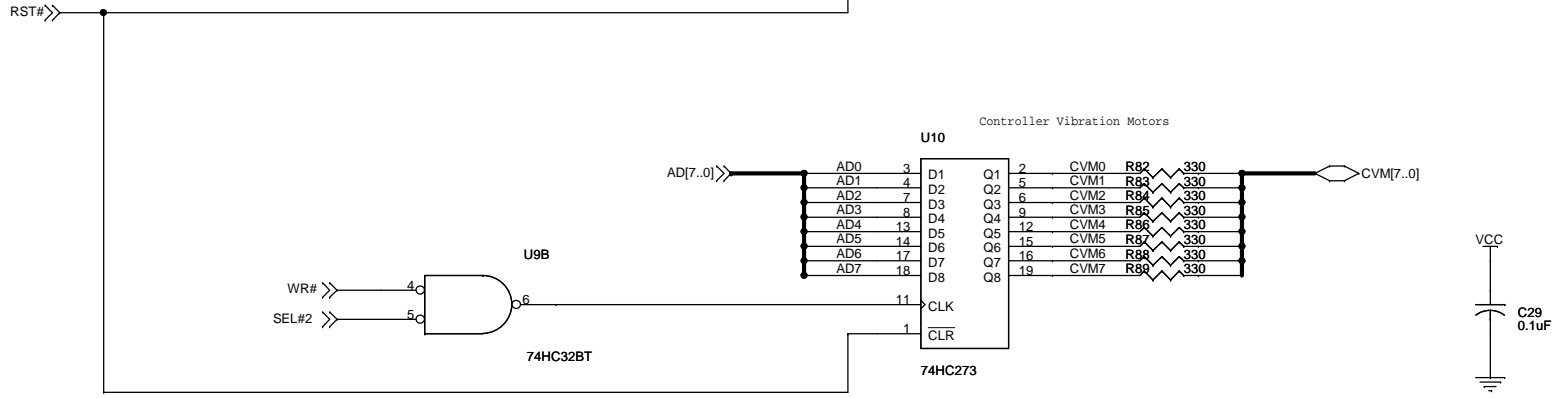 RST#
Controller Vibration Motors
U10
AD[7..0]
AD0 3 D1 Q1 2 CVM0 R82 330
AD1 4 D2 Q2 5 CVM1 R83 330
AD2 7 D3 Q3 6 CVM2 R84 330
AD3 8 D4 Q4 9 CVM3 R85 330
AD4 13 D5 Q5 12 CVM4 R86 330
AD5 14 D6 Q6 15 CVM5 R87 330
AD6 17 D7 Q7 16 CVM6 R88 330
AD7 18 D8 Q8 19 CVM7 R89 330
CVM[7..0]
11 CLK
1 CLR
74HC273
U9B
WR# 4
SEL#2 5
6
74HC32BT
VCC
C29
0.1uF